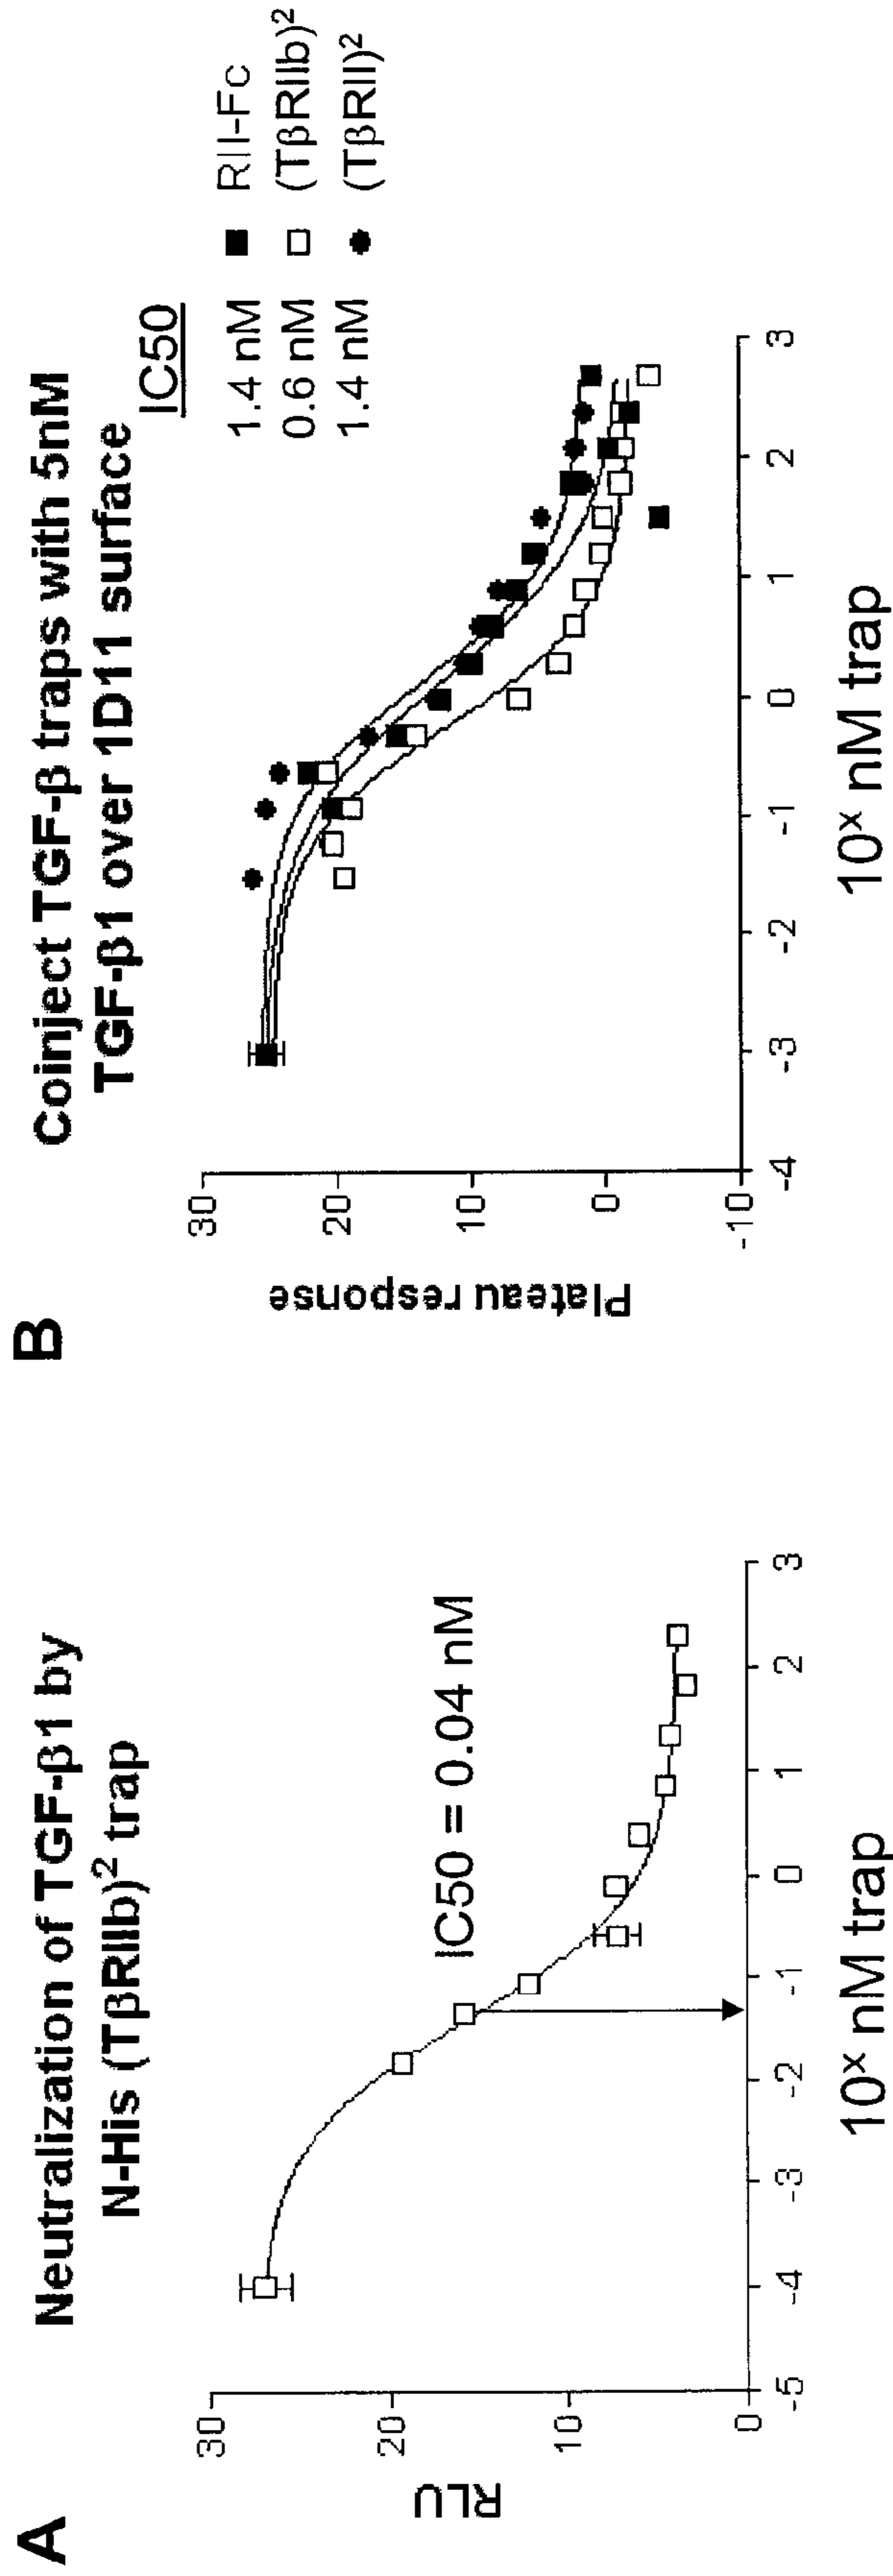 A
Neutralization of TGF-β1 by
N-His (TβRIIb)² trap
RLU
30
20
10
0
IC50 = 0.04 nM
-5 -4 -3 -2 -1 0 1 2 3
10ˣ nM trap
B
Coinject TGF-β traps with 5nM
TGF-β1 over 1D11 surface
IC50
1.4 nM RII-Fc
0.6 nM (TβRIIb)²
1.4 nM (TβRII)²
Plateau response
30
20
10
0
-10
-4 -3 -2 -1 0 1 2 3
10ˣ nM trap